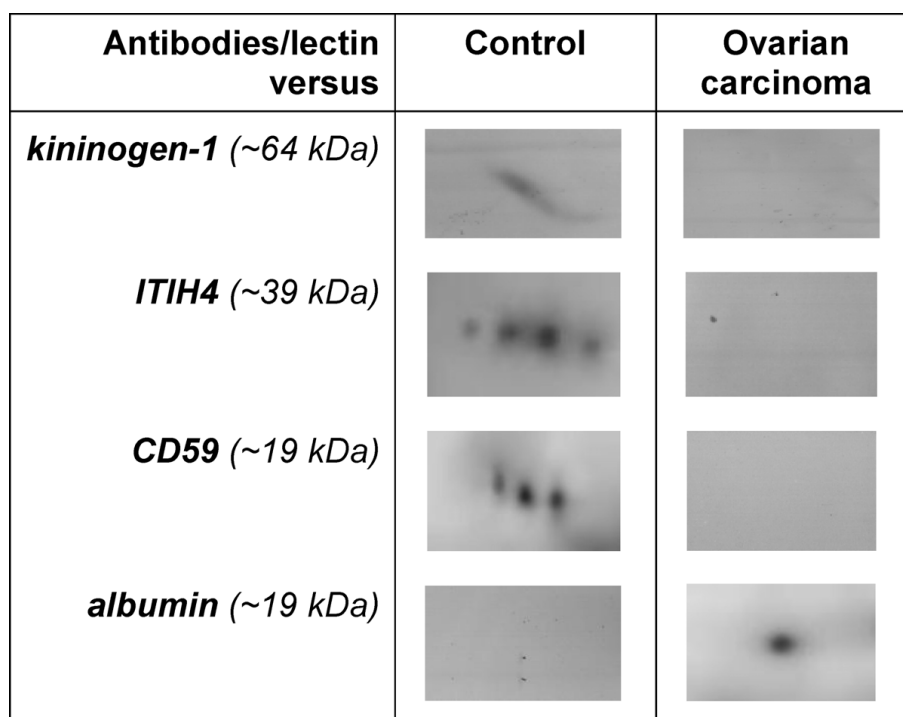 Antibodies/lectin
versus
Control
Ovarian
carcinoma
kininogen-1 (~64 kDa)
ITIH4 (~39 kDa)
CD59 (~19 kDa)
albumin (~19 kDa)